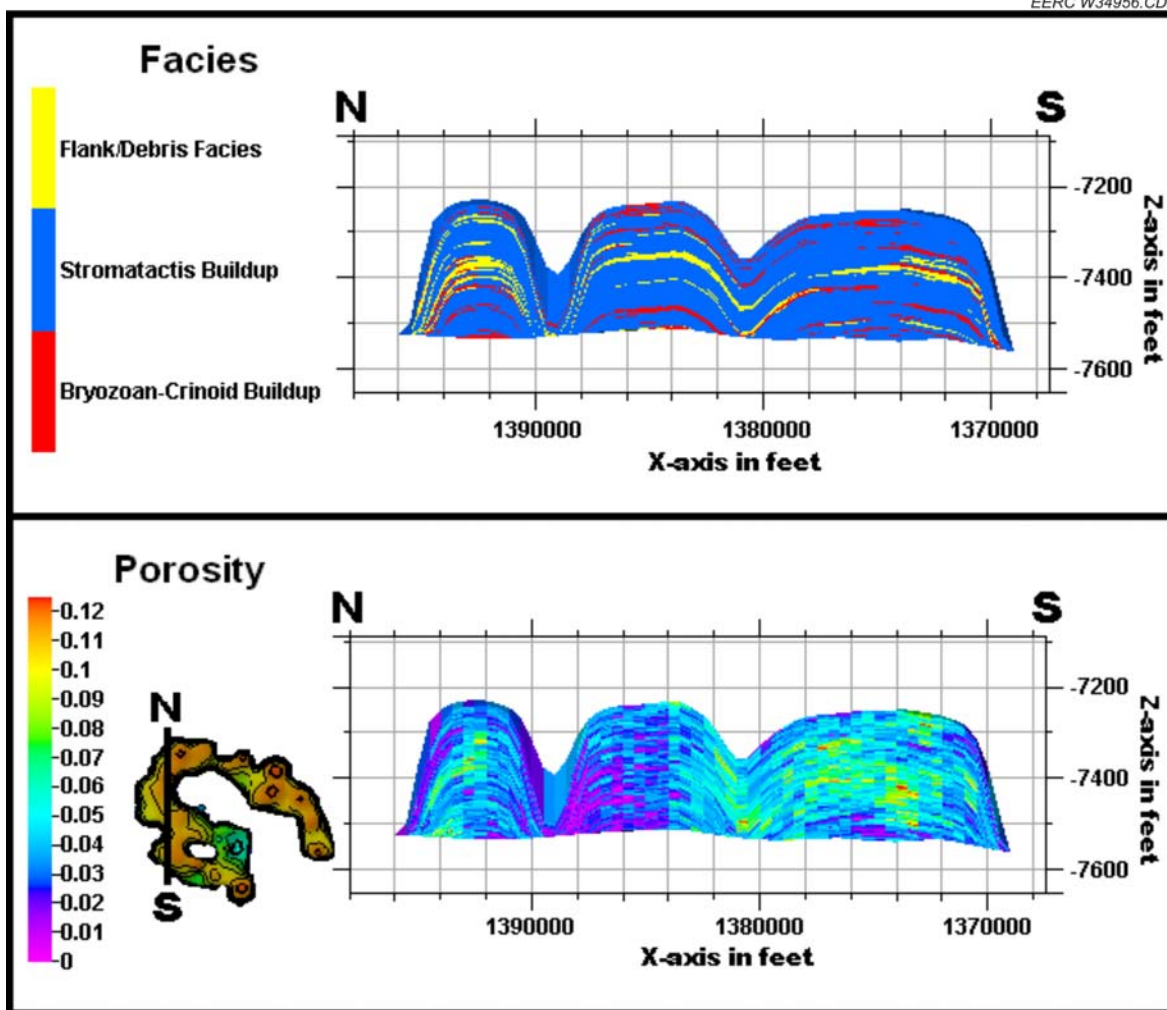 EERC W34956.CD
Facies
Flank/Debris Facies
Stromatactis Buildup
Bryozoan-Crinoid Buildup
N
S
-7200
-7400
-7600
Z-axis in feet
1390000
1380000
1370000
X-axis in feet
Porosity
0.12
0.11
0.1
0.09
0.08
0.07
0.06
0.05
0.04
0.03
0.02
0.01
0
N
S
N
S
-7200
-7400
-7600
Z-axis in feet
1390000
1380000
1370000
X-axis in feet